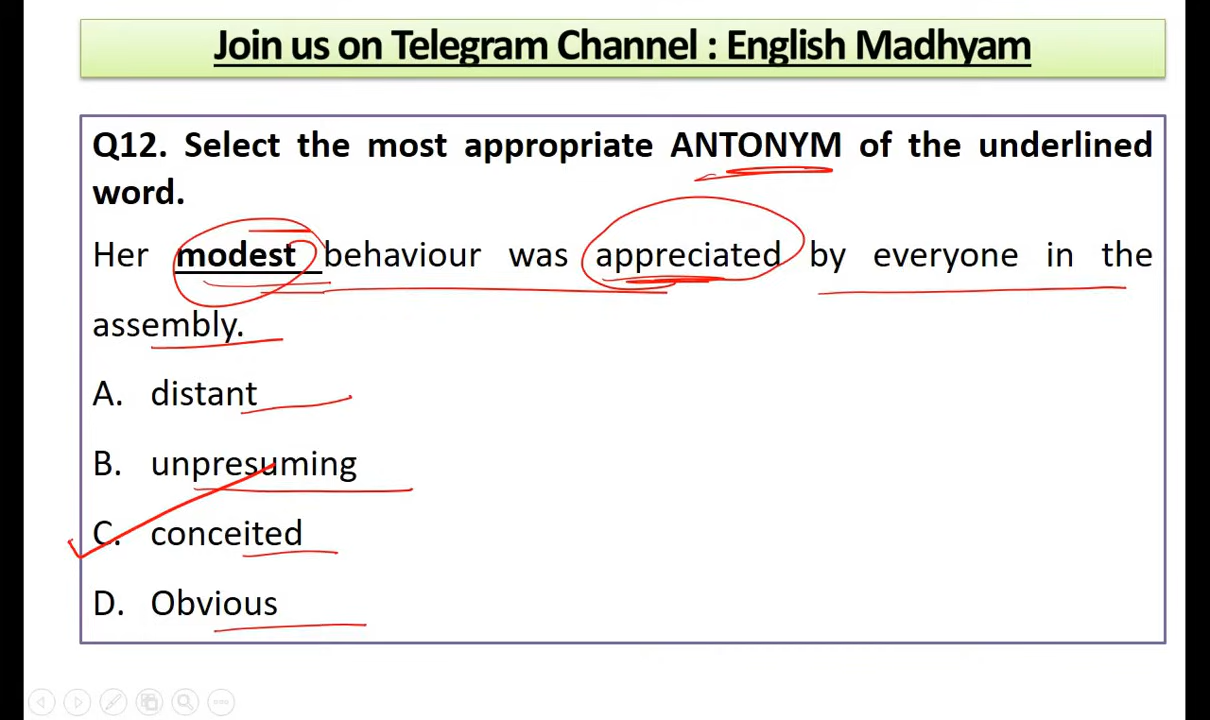 Join us on Telegram Channel : English Madhyam
Q12. Select the most appropriate ANTONYM of the underlined
word.
Her modest behaviour was appreciated by everyone in the
assembly.
A. distant
B. unpresuming
C. conceited
D. Obvious